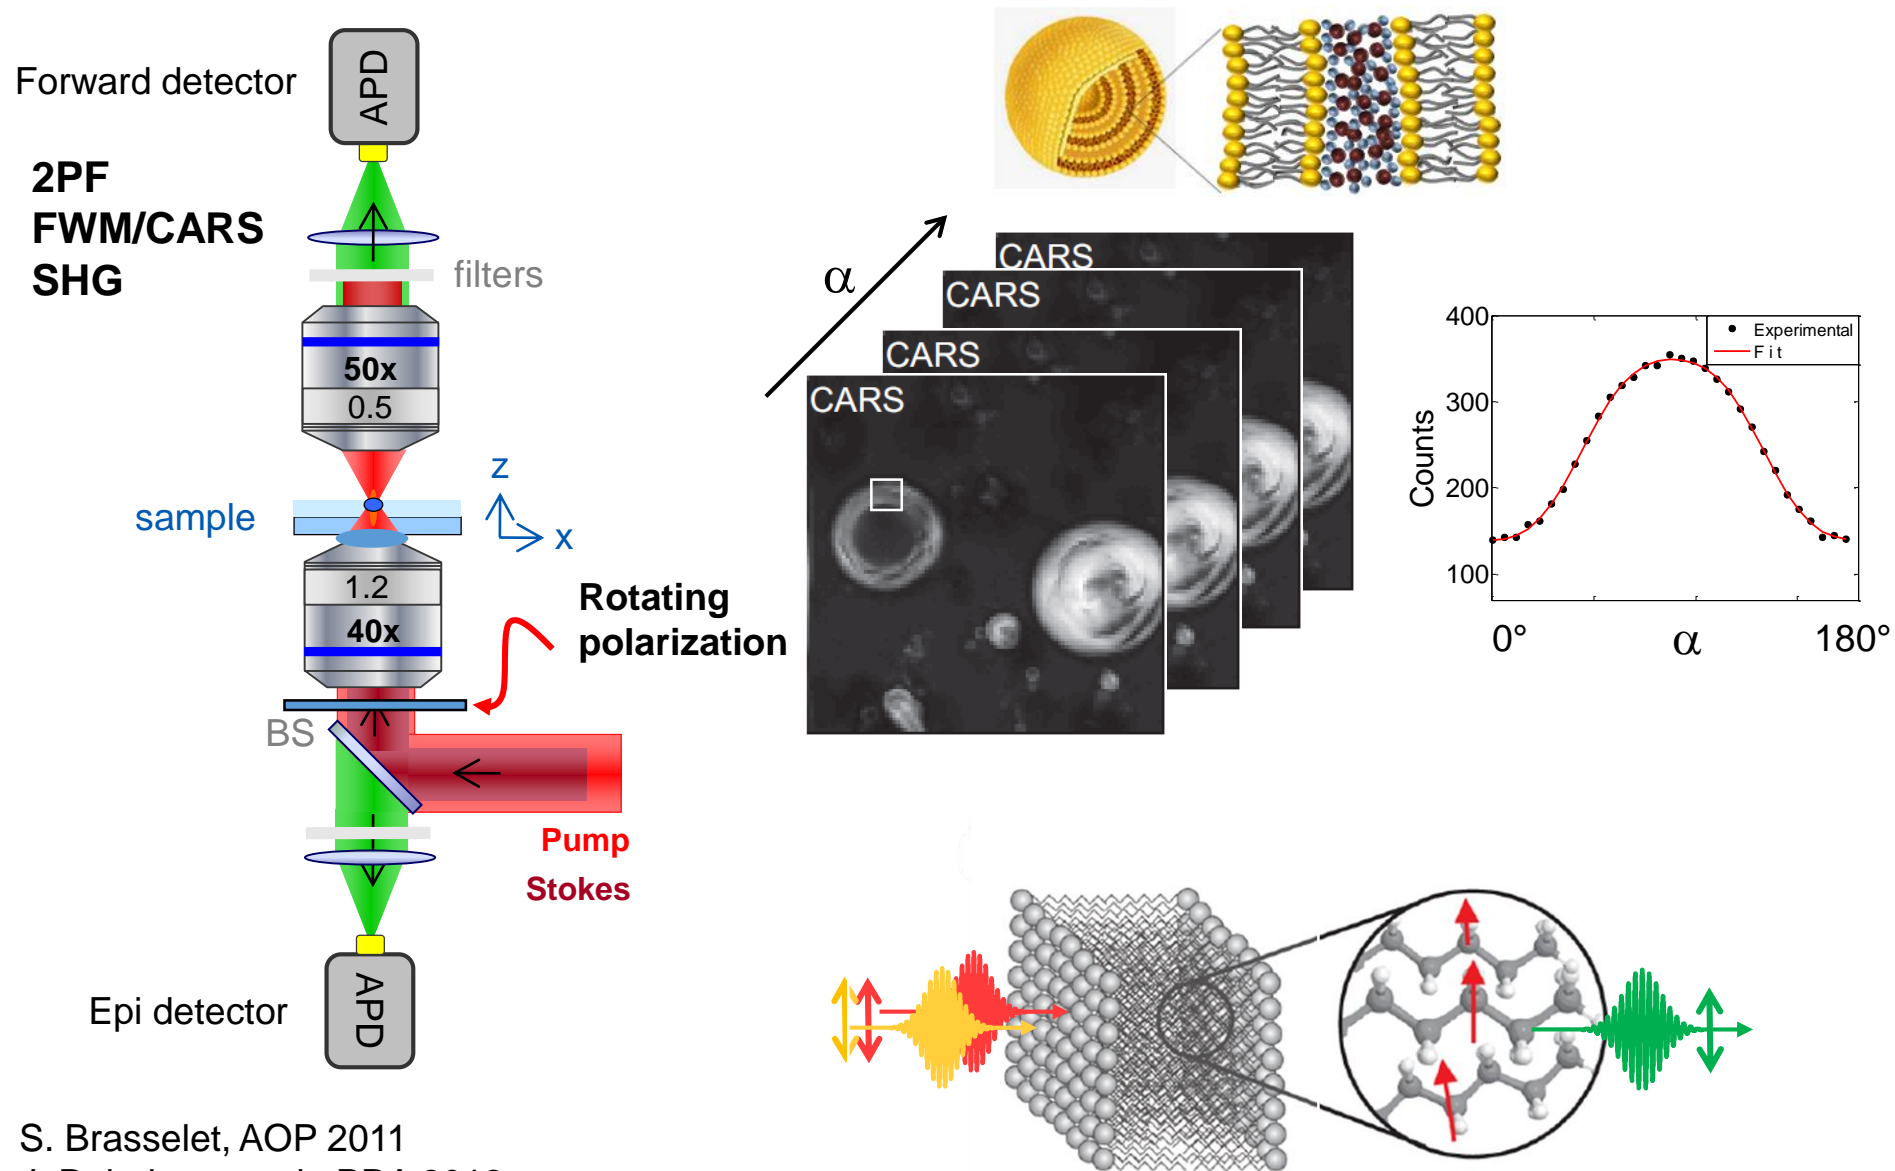 Forward detector
APD
2PF
FWM/CARS
SHG
filters
50x
0.5
sample
z
x
1.2
40x
Rotating
polarization
BS
Pump
Stokes
Epi detector
APD
S. Brasselet, AOP 2011
α
CARS
CARS
CARS
CARS
400
300
200
100
Counts
Experimental
Fit
0°
α
180°